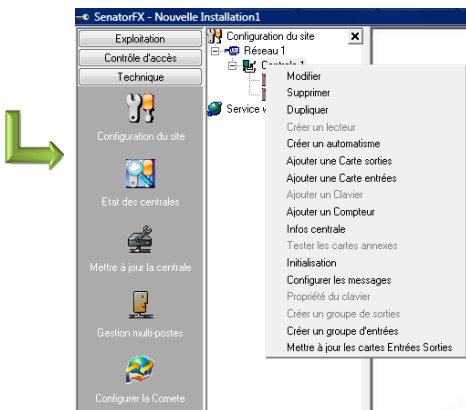 SenatorFX - Nouvelle Installation1
Exploitation
Contrôle d'accès
Technique
Configuration du site
Etat des centrales
Mettre à jour la centrale
Gestion multi-postes
Configurer la Comete
Configuration du site
Réseau 1
Centrale 1
Service
Modifier
Supprimer
Dupliquer
Créer un lecteur
Créer un automatisme
Ajouter une Carte sorties
Ajouter une Carte entrées
Ajouter un Clavier
Ajouter un Compteur
Infos centrale
Tester les cartes annexes
Initialisation
Configurer les messages
Propriété du clavier
Créer un groupe de sorties
Créer un groupe d'entrées
Mettre à jour les cartes Entrées Sorties